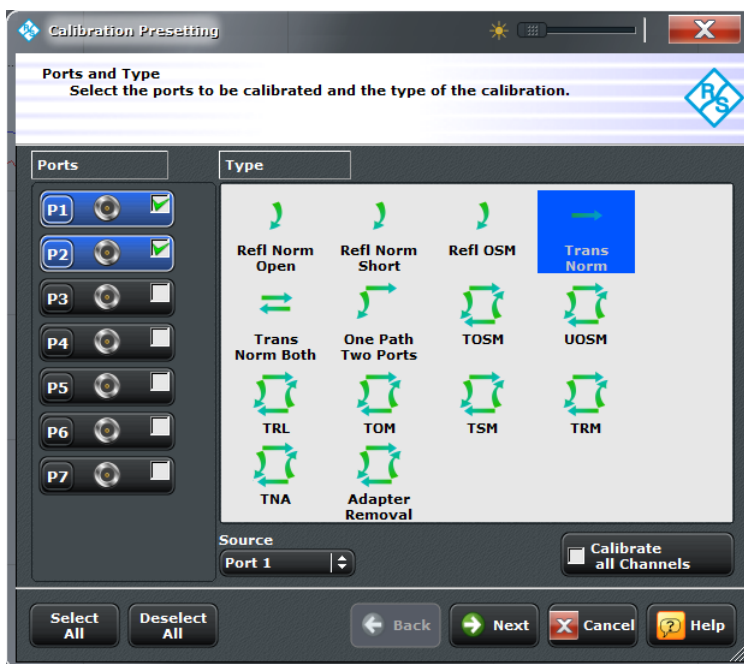 Calibration Presetting
X
Ports and Type
Select the ports to be calibrated and the type of the calibration.
R/S
Ports
Type
P1
P2
P3
P4
P5
P6
P7
Refl Norm
Open
Refl Norm
Short
Refl OSM
Trans
Norm
Trans
Norm Both
One Path
Two Ports
TOSM
UOSM
TRL
TOM
TSM
TRM
TNA
Adapter
Removal
Source
Port 1
Calibrate
all Channels
Select
All
Deselect
All
Back
Next
X Cancel
? Help